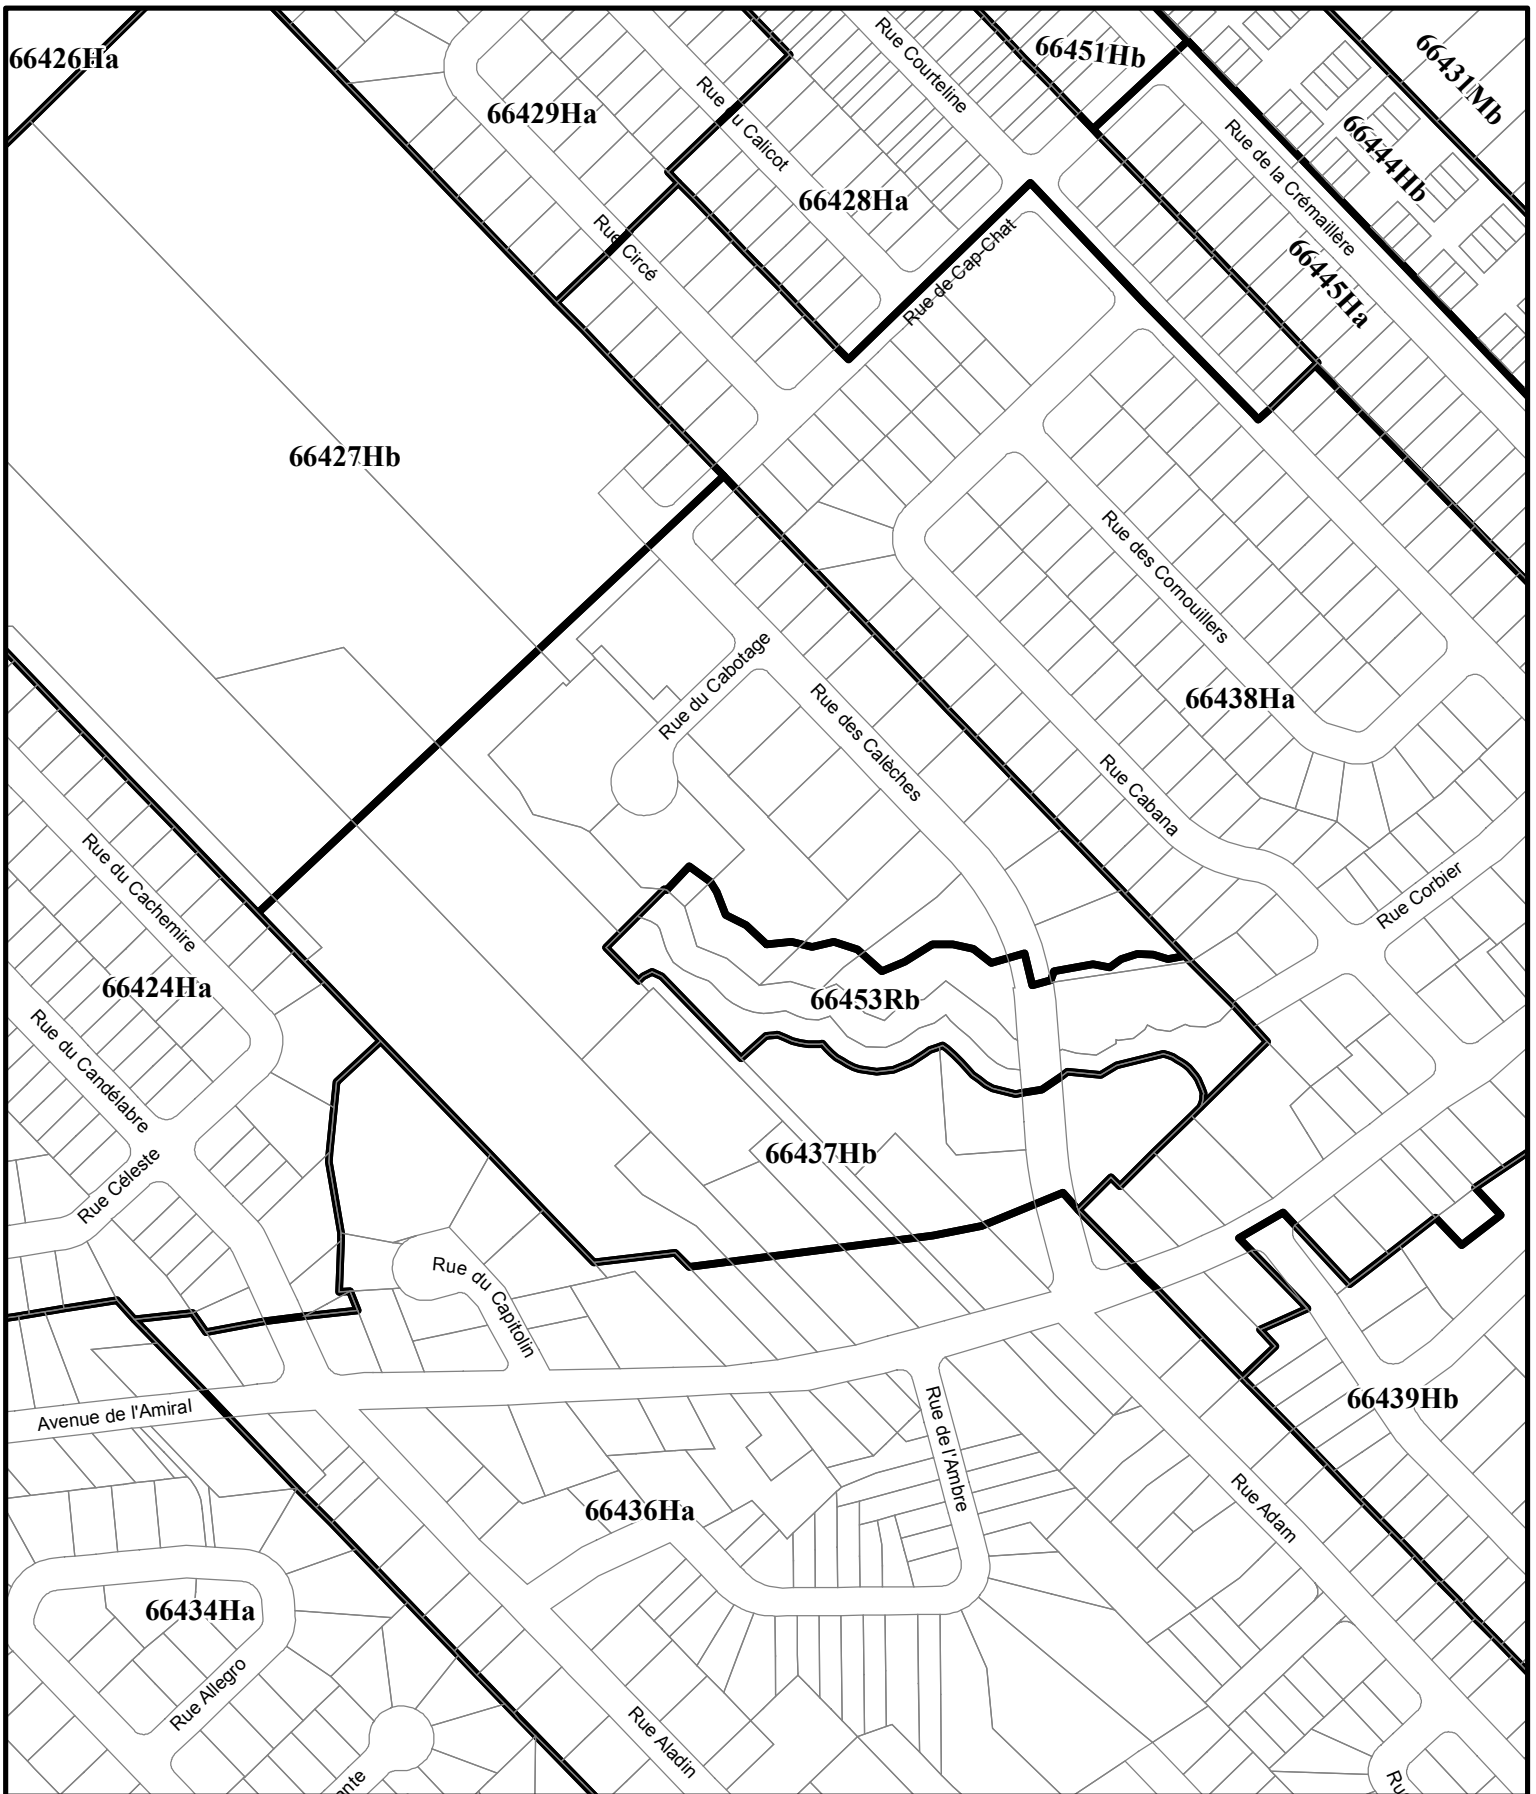 66426Ha
66429Ha
Rue du Calicot
Rue Courteline
66451Hb
66431Mb
66444Hb
Rue de la Crémaillère
66445Ha
66428Ha
Rue Circé
Rue de Cap-Chat
66427Hb
Rue des Cornouillers
66438Ha
Rue du Cabotage
Rue des Calèches
Rue Cabana
Rue Corbier
Rue du Cachemire
66424Ha
66453Rb
Rue du Candélabre
Rue Céleste
66437Hb
Rue du Capitolin
Avenue de l'Amiral
Rue de l'Ambre
66439Hb
66436Ha
Rue Adam
66434Ha
Rue Allegro
Rue Aladin
ante
Ru